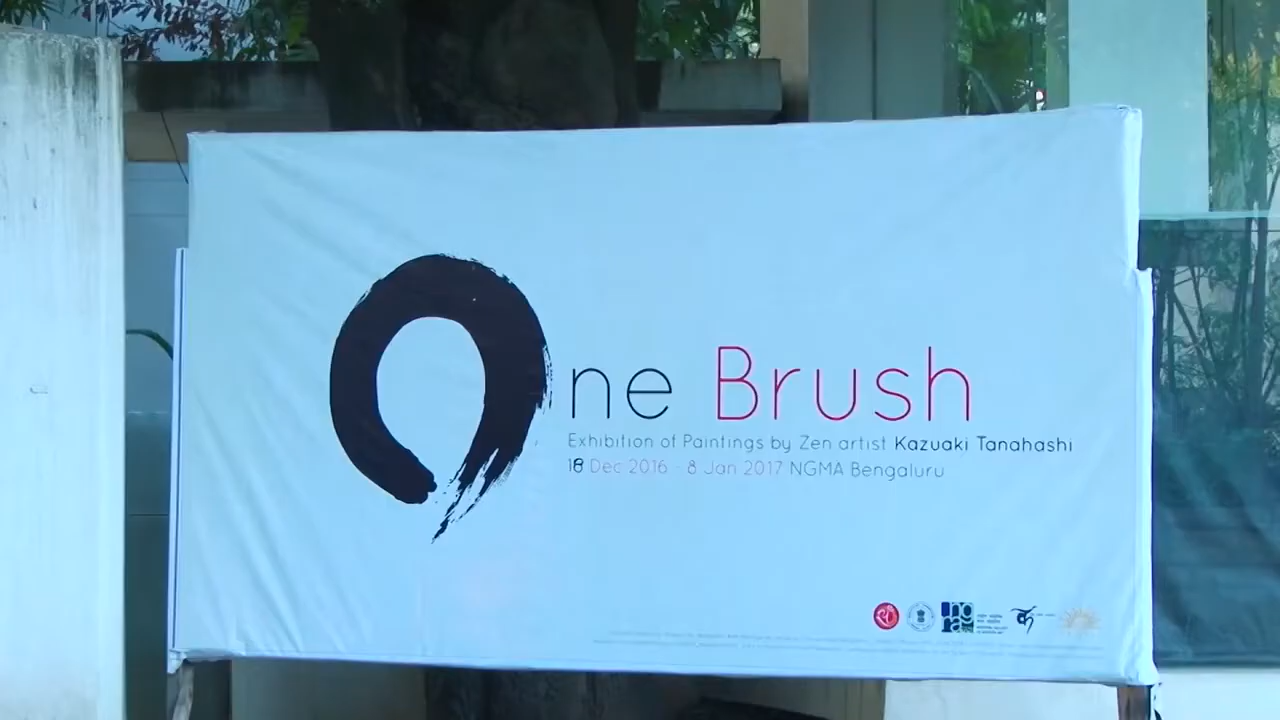 One Brush
Exhibition of Paintings by Zen artist Kazuaki Tanahashi
18 Dec 2016 - 8 Jan 2017 NGMA Bengaluru